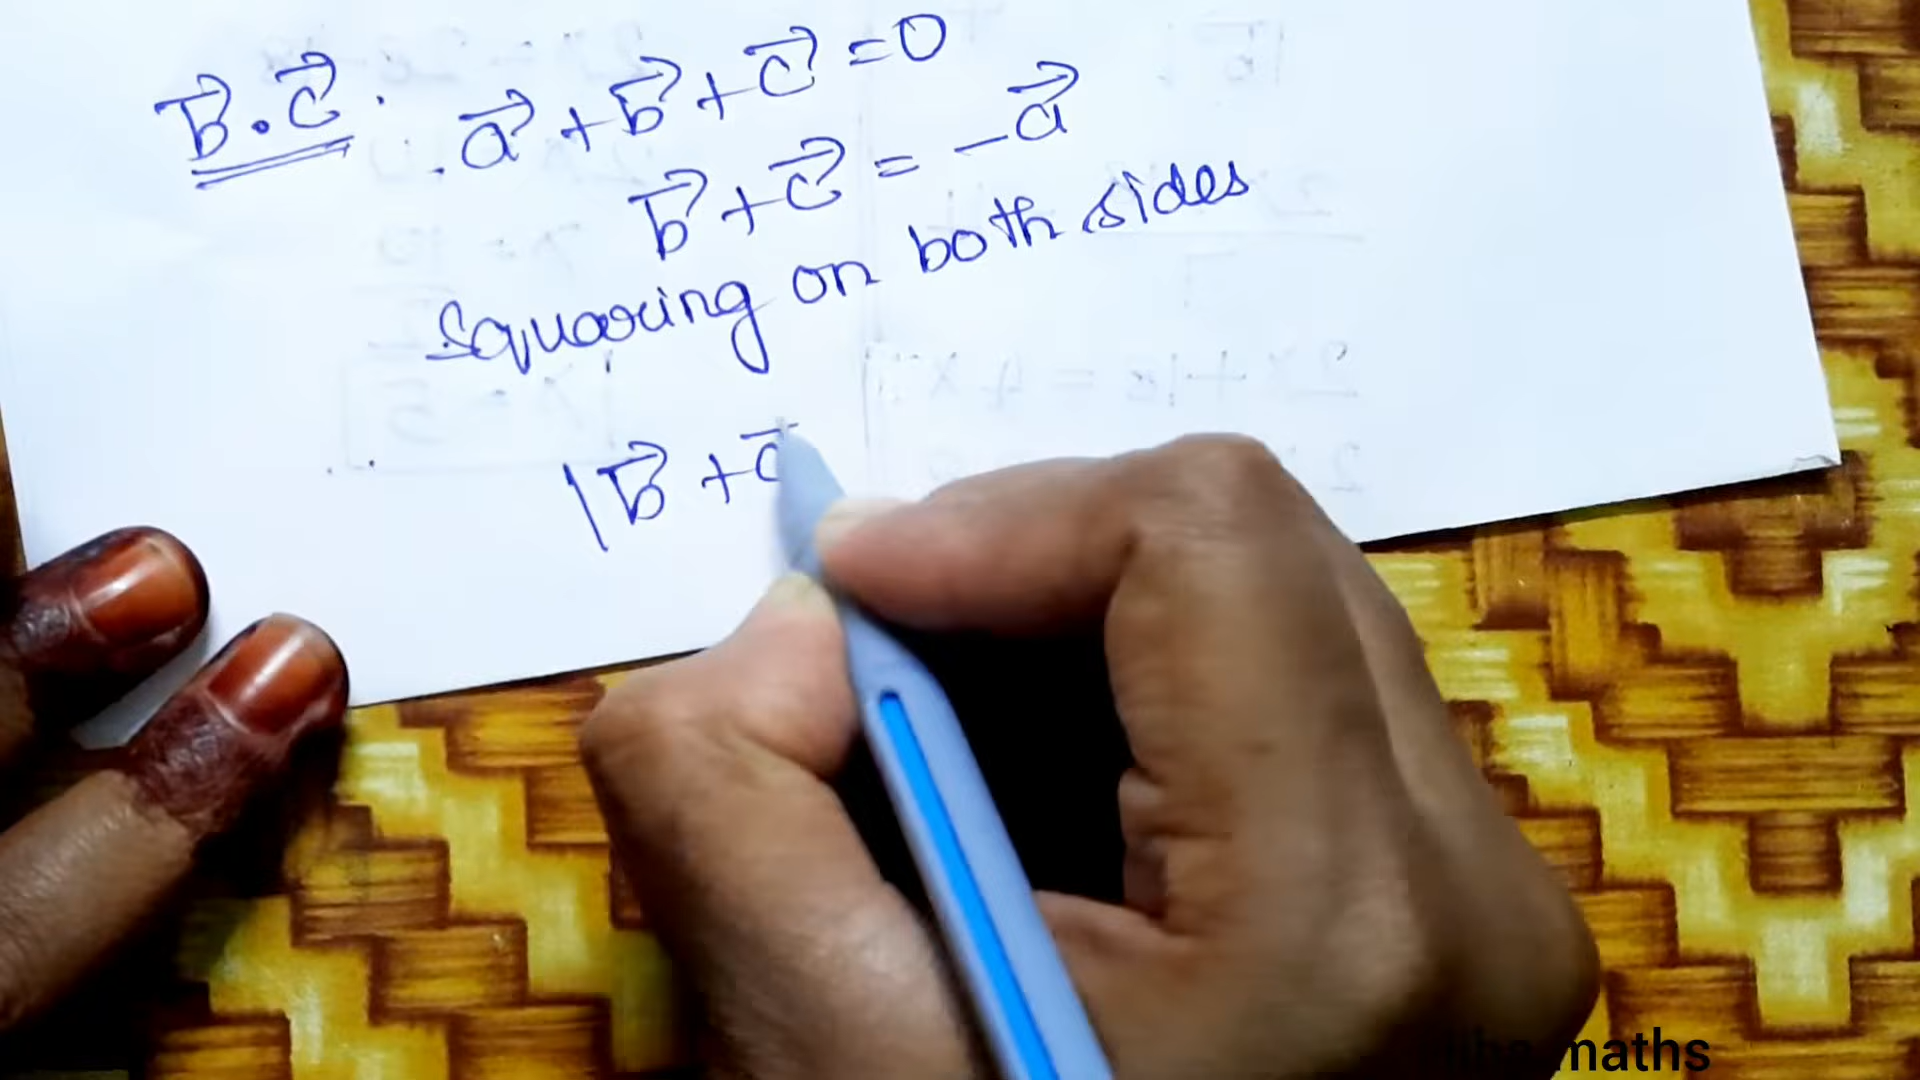 b⃗ . c⃗ . a⃗ + b⃗ + c⃗ = 0
b⃗ + c⃗ = - a⃗
Squaring on both sides
| b⃗ + c
maths